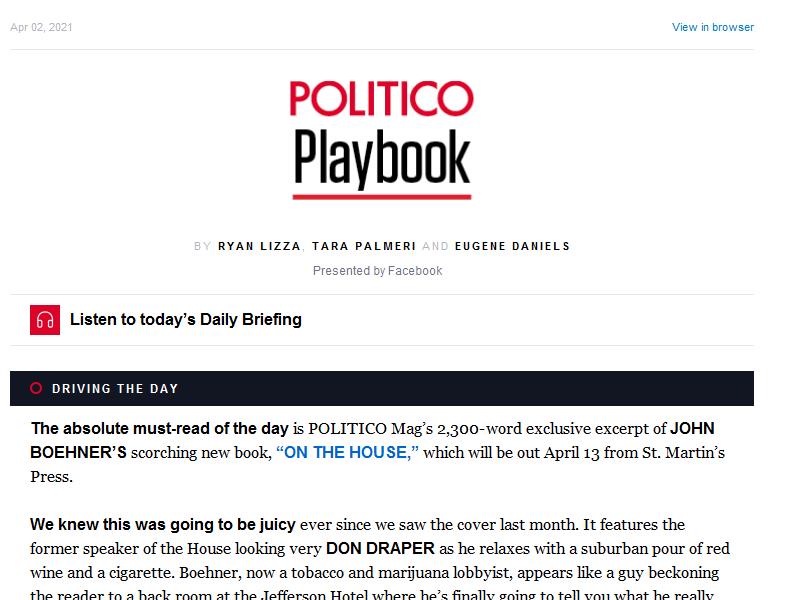 Apr 02, 2021 View in browser
POLITICO
Playbook
BY RYAN LIZZA, TARA PALMERI AND EUGENE DANIELS
Presented by Facebook
Listen to today’s Daily Briefing
DRIVING THE DAY
The absolute must-read of the day is POLITICO Mag’s 2,300-word exclusive excerpt of JOHN
BOEHNER’S scorching new book, “ON THE HOUSE,” which will be out April 13 from St. Martin’s
Press.
We knew this was going to be juicy ever since we saw the cover last month. It features the
former speaker of the House looking very DON DRAPER as he relaxes with a suburban pour of red
wine and a cigarette. Boehner, now a tobacco and marijuana lobbyist, appears like a guy beckoning
the reader to a back room at the Jefferson Hotel where he’s finally going to tell you what he really